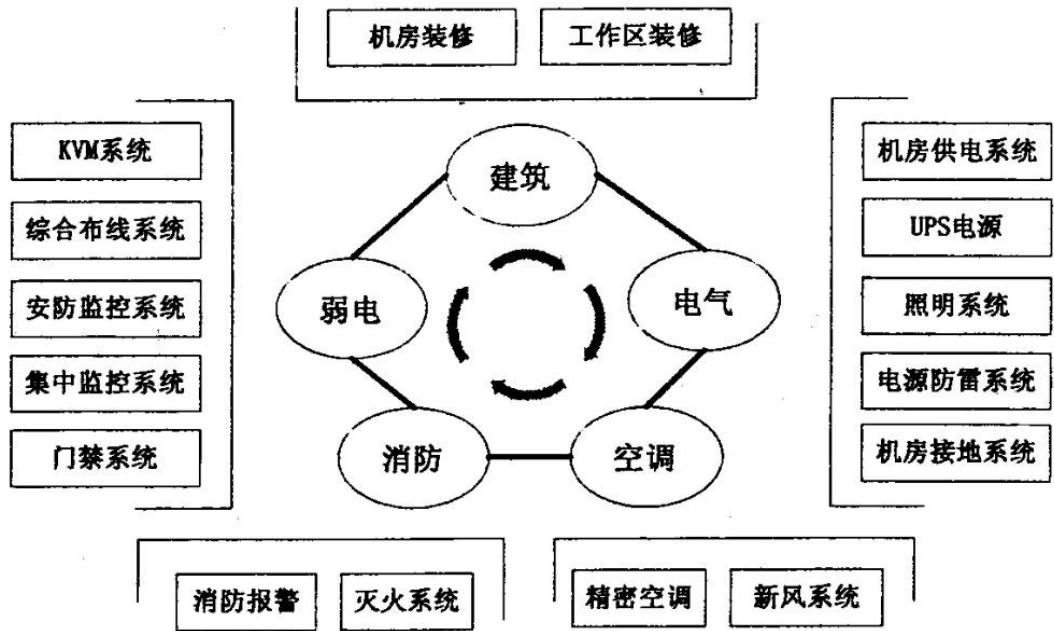 机房装修 工作区装修
KVM系统
综合布线系统
安防监控系统
集中监控系统
门禁系统
建筑
弱电
电气
消防
空调
机房供电系统
UPS电源
照明系统
电源防雷系统
机房接地系统
消防报警 灭火系统
精密空调 新风系统